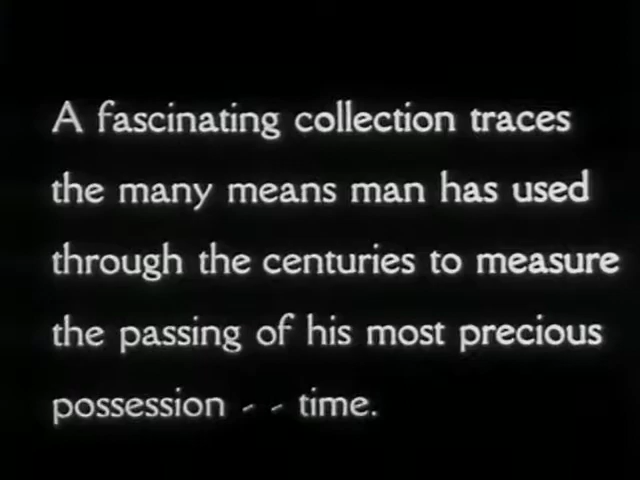 A fascinating collection traces
the many means man has used
through the centuries to measure
the passing of his most precious
possession - - time.